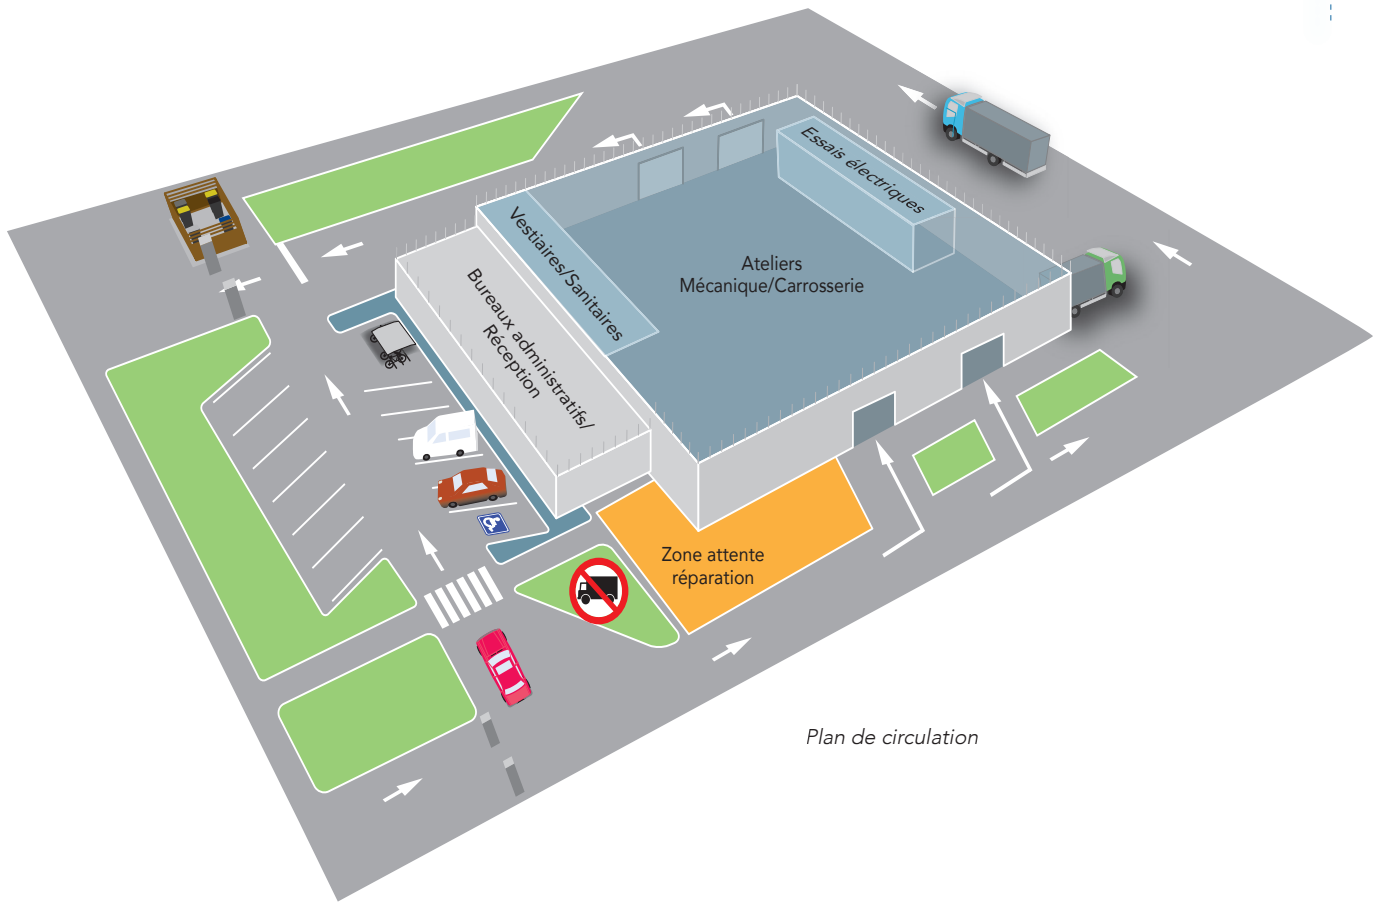 Essais électriques
Vestiaires/Sanitaires
Ateliers
Mécanique/Carrosserie
Bureaux administratifs/
Réception
Zone attente
réparation
Plan de circulation